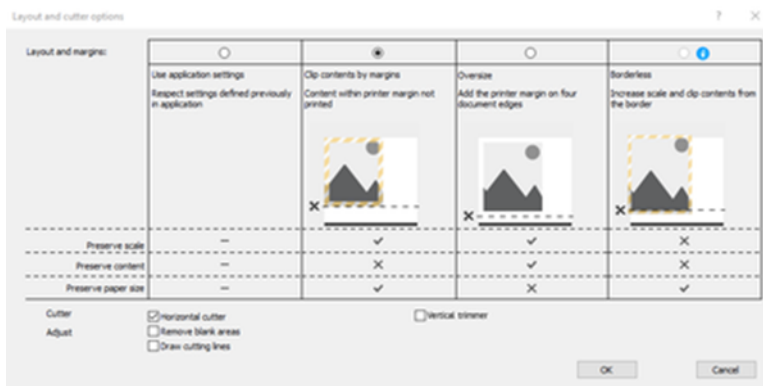 Layout and cutter options
? ×
Layout and margins:
Use application settings
Respect settings defined previously
in application
Clip contents by margins
Content within printer margin not
printed
Oversize
Add the printer margin on four
document edges
Borderless
Increase scale and clip contents from
the border
Preserve scale – ✓ ✓ ✕
Preserve content – ✕ ✓ ✕
Preserve paper size – ✓ ✕ ✓
Cutter
Horizontal cutter
Vertical trimmer
Adjust
Remove blank areas
Draw cutting lines
OK
Cancel